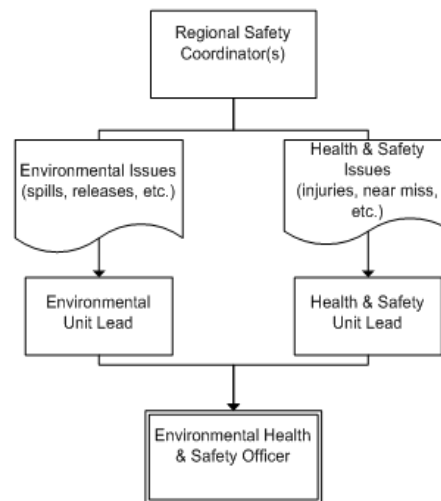 Regional Safety
Coordinator(s)
Environmental Issues
(spills, releases, etc.)
Health & Safety
Issues
(injuries, near miss,
etc.)
Environmental
Unit Lead
Health & Safety
Unit Lead
Environmental Health
& Safety Officer